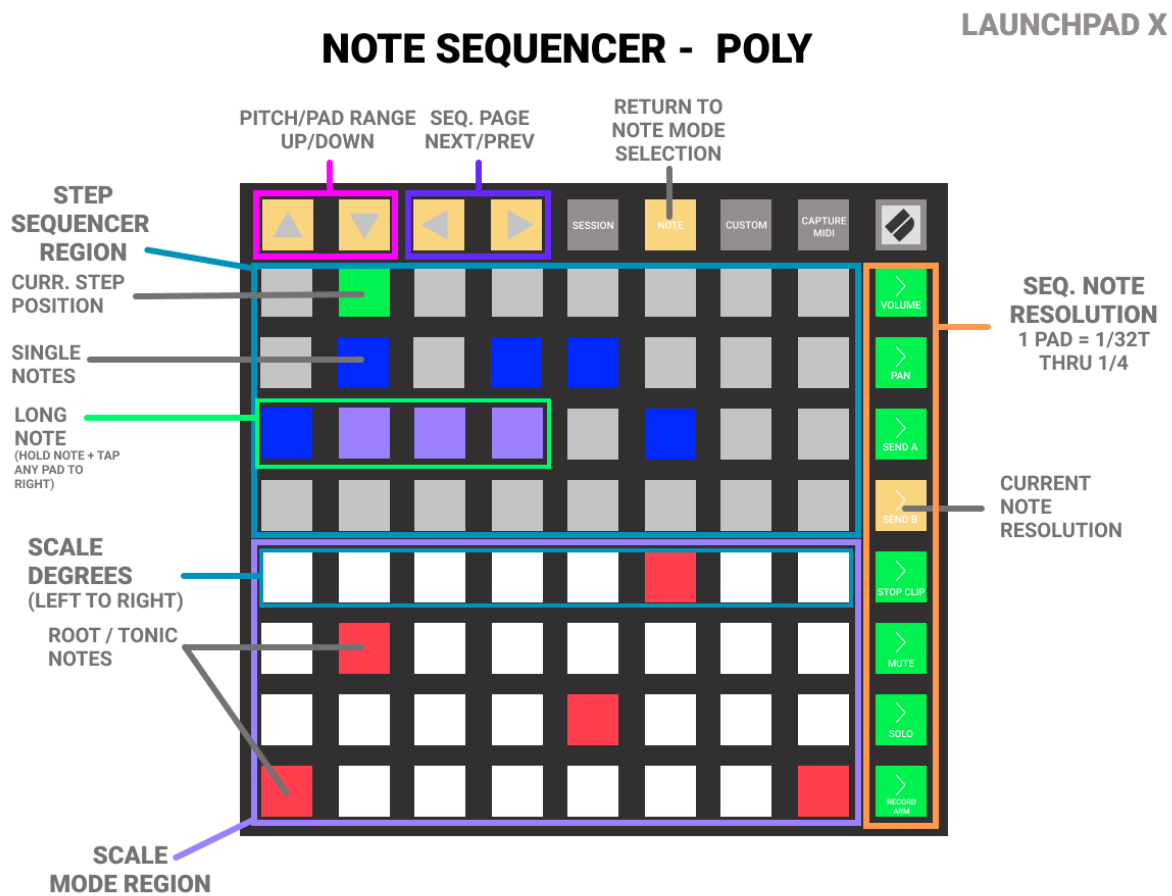 LAUNCHPAD X
NOTE SEQUENCER - POLY
PITCH/PAD RANGE
UP/DOWN
SEQ. PAGE
NEXT/PREV
RETURN TO
NOTE MODE
SELECTION
STEP
SEQUENCER
REGION
SESSION
NOTE
CUSTOM
CAPTURE
MIDI
CURR. STEP
POSITION
VOLUME
SEQ. NOTE
RESOLUTION
1 PAD = 1/32T
THRU 1/4
SINGLE
NOTES
PAN
LONG
NOTE
(HOLD NOTE + TAP
ANY PAD TO
RIGHT)
SEND A
SEND B
CURRENT
NOTE
RESOLUTION
SCALE
DEGREES
(LEFT TO RIGHT)
STOP CLIP
ROOT / TONIC
NOTES
MUTE
SOLO
RECORD
ARM
SCALE
MODE REGION